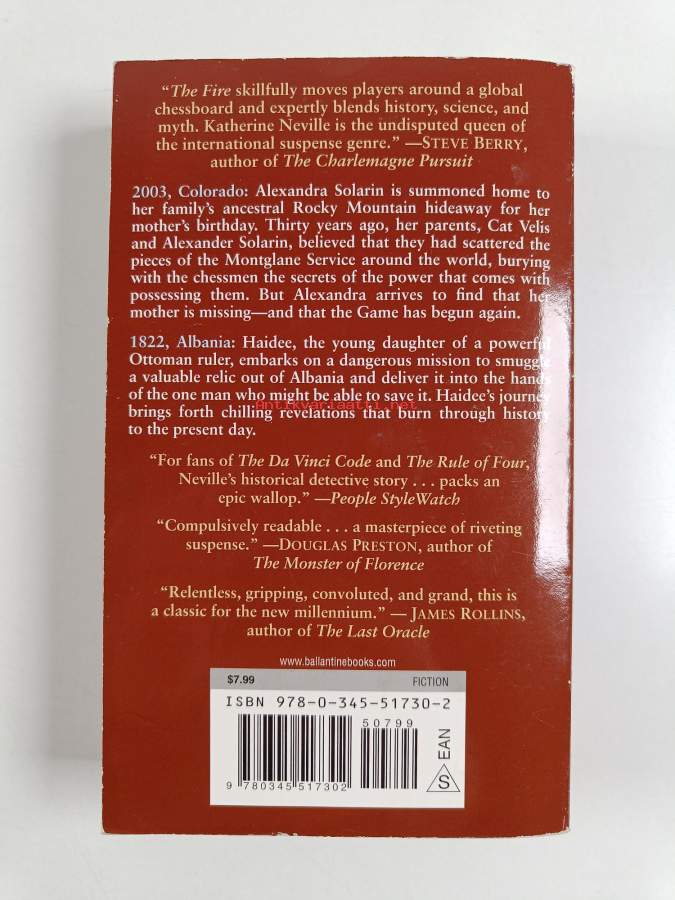 “The Fire skillfully moves players around a global
chessboard and expertly blends history, science, and
myth. Katherine Neville is the undisputed queen of
the international suspense genre.” —STEVE BERRY,
author of The Charlemagne Pursuit
2003, Colorado: Alexandra Solarin is summoned home to
her family’s ancestral Rocky Mountain hideaway for her
mother’s birthday. Thirty years ago, her parents, Cat Velis
and Alexander Solarin, believed that they had scattered the
pieces of the Montglane Service around the world, burying
with the chessmen the secrets of the power that comes with
possessing them. But Alexandra arrives to find that her
mother is missing—and that the Game has begun again.
1822, Albania: Haidee, the young daughter of a powerful
Ottoman ruler, embarks on a dangerous mission to smuggle
a valuable relic out of Albania and deliver it into the hands
of the one man who might be able to save it. Haidee’s journey
Antikvariaatti.net
brings forth chilling revelations that burn through history
to the present day.
“For fans of The Da Vinci Code and The Rule of Four,
Neville’s historical detective story . . . packs an
epic wallop.” —People StyleWatch
“Compulsively readable . . . a masterpiece of riveting
suspense.” —DOUGLAS PRESTON, author of
The Monster of Florence
“Relentless, gripping, convoluted, and grand, this is
a classic for the new millennium.” — JAMES ROLLINS,
author of The Last Oracle
www.ballantinebooks.com
$7.99 FICTION
ISBN 978-0-345-51730-2
50799
9 780345 517302
S EAN